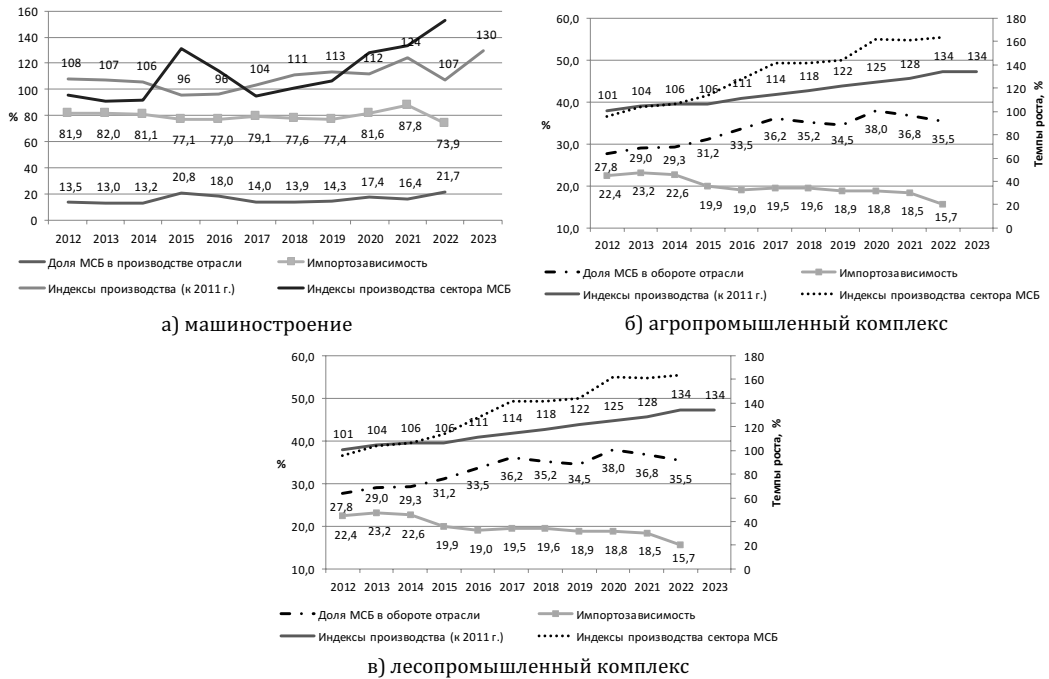 160
140
120
100
80
60
40
20
0
%
108 107 106 96 96 104 111 113 112 124 107 130
81,9 82,0 81,1 77,1 77,0 79,1 77,6 77,4 81,6 87,8 73,9
13,5 13,0 13,2 20,8 18,0 14,0 13,9 14,3 17,4 16,4 21,7
2012 2013 2014 2015 2016 2017 2018 2019 2020 2021 2022 2023
Доля МСБ в производстве отрасли Импортозависимость
Индексы производства (к 2011 г.) Индексы производства сектора МСБ
а) машиностроение
60,0
50,0
40,0
30,0
20,0
10,0
%
101 104 106 106 111 114 118 122 125 128 134 134
27,8 29,0 29,3 31,2 33,5 36,2 35,2 34,5 38,0 36,8 35,5
22,4 23,2 22,6 19,9 19,0 19,5 19,6 18,9 18,8 18,5 15,7
180
160
140
120
100
80
60
40
20
0
Темпы роста, %
2012 2013 2014 2015 2016 2017 2018 2019 2020 2021 2022 2023
Доля МСБ в обороте отрасли Импортозависимость
Индексы производства (к 2011 г.) Индексы производства сектора МСБ
б) агропромышленный комплекс
60,0
50,0
40,0
30,0
20,0
10,0
%
101 104 106 106 111 114 118 122 125 128 134 134
27,8 29,0 29,3 31,2 33,5 36,2 35,2 34,5 38,0 36,8 35,5
22,4 23,2 22,6 19,9 19,0 19,5 19,6 18,9 18,8 18,5 15,7
180
160
140
120
100
80
60
40
20
0
Темпы роста, %
2012 2013 2014 2015 2016 2017 2018 2019 2020 2021 2022 2023
Доля МСБ в обороте отрасли Импортозависимость
Индексы производства (к 2011 г.) Индексы производства сектора МСБ
в) лесопромышленный комплекс